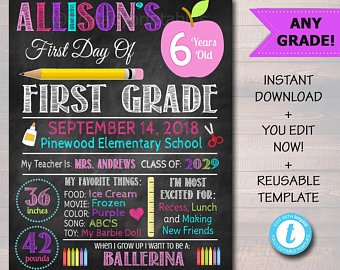 ALLISON'S
First Day Of
6 Years Old
FIRST GRADE
SEPTEMBER 14, 2018
Pinewood Elementary School
My Teacher is: MRS. ANDREWS CLASS OF: 2029
36 inches
MY FAVORITE THINGS:
FOOD: Ice Cream
MOVIE: Frozen
COLOR: Purple
SONG: ABC'S
TOY: My Barbie Doll
I'M MOST EXCITED FOR:
Recess, Lunch
and Making
New Friends
42 pounds
WHEN I GROW UP I WANT TO BE A:
BALLERINA
ANY GRADE!
INSTANT
DOWNLOAD
+
YOU EDIT
NOW!
+
REUSABLE
TEMPLATE